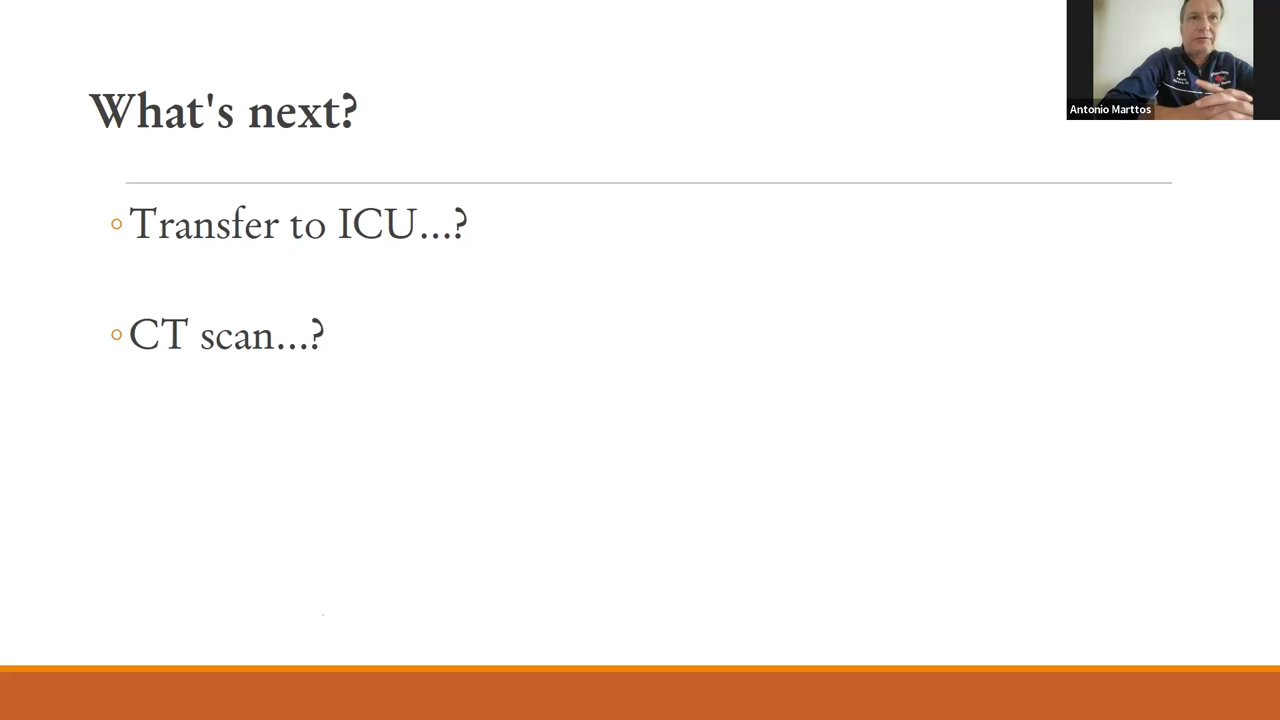 What's next?
Transfer to ICU...?
CT scan...?
Antonio Marttos